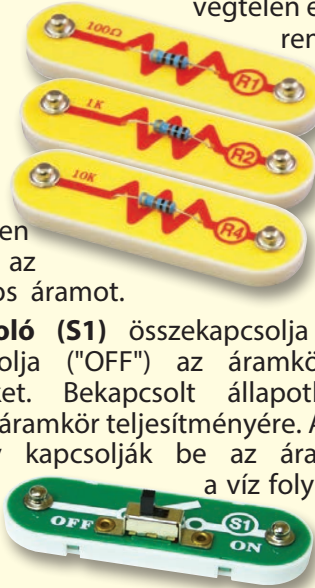 végtelen
ren
100Ω
R1
1K
R2
10K
R4
en
az
os áramot.
oló (S1) összekapcsolja
olja ("OFF") az áramkö
ket. Bekapcsolt állapotb
áramkör teljesítményére. A
kapcsolják be az ára
a víz foly
OFF
S1
ON